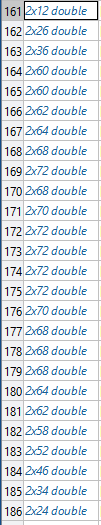 161 2x12 double
162 2x26 double
163 2x36 double
164 2x60 double
165 2x60 double
166 2x62 double
167 2x64 double
168 2x68 double
169 2x72 double
170 2x68 double
171 2x70 double
172 2x72 double
173 2x72 double
174 2x72 double
175 2x72 double
176 2x70 double
177 2x68 double
178 2x68 double
179 2x68 double
180 2x64 double
181 2x62 double
182 2x58 double
183 2x52 double
184 2x46 double
185 2x34 double
186 2x24 double